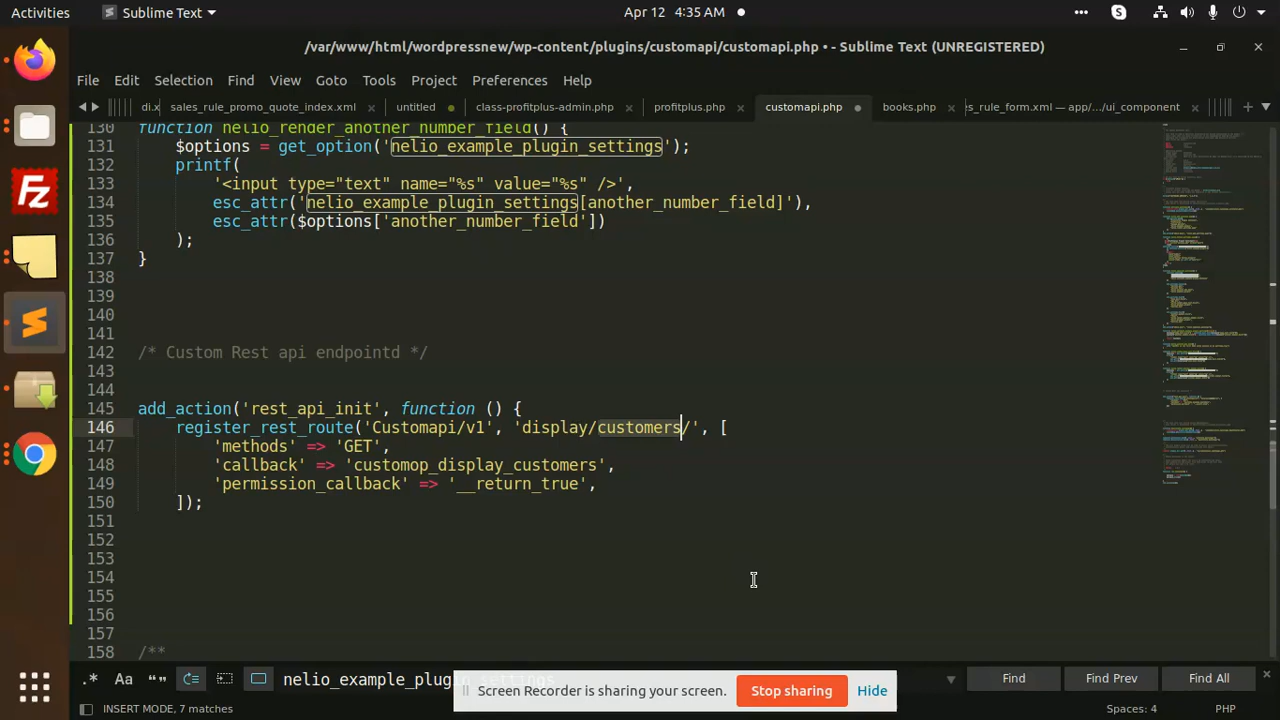 Activities
Sublime Text
Apr 12 4:35 AM
/var/www/html/wordpressnew/wp-content/plugins/customapi/customapi.php • - Sublime Text (UNREGISTERED)
File Edit Selection Find View Goto Tools Project Preferences Help
di.x sales_rule_promo_quote_index.xml untitled class-profitplus-admin.php profitplus.php customapi.php books.php es_rule_form.xml — app/.../ui_component
130 function nelio_render_another_number_field() {
131 $options = get_option('nelio_example_plugin_settings');
132 printf(
133 '<input type="text" name="%s" value="%s" />',
134 esc_attr('nelio_example_plugin_settings[another_number_field]'),
135 esc_attr($options['another_number_field'])
136 );
137 }
138
139
140
141
142 /* Custom Rest api endpointd */
143
144
145 add_action('rest_api_init', function () {
146 register_rest_route('Customapi/v1', 'display/customers/', [
147 'methods' => 'GET',
148 'callback' => 'customop_display_customers',
149 'permission_callback' => '__return_true',
150 ]);
151
152
153
154
155
156
157
158 /**
.* Aa “” nelio_example_plugin_settings Find Find Prev Find All
Screen Recorder is sharing your screen. Stop sharing Hide
INSERT MODE, 7 matches
Spaces: 4
PHP